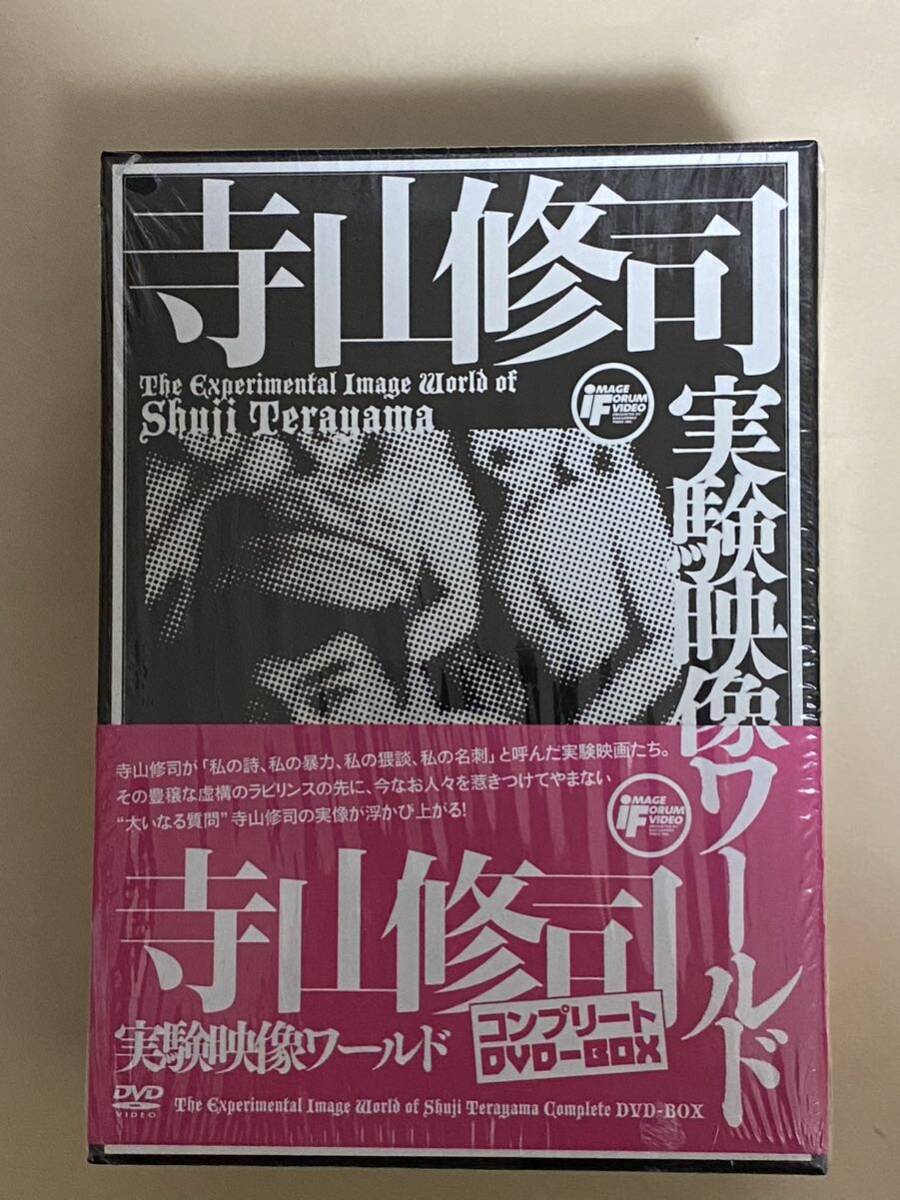 寺山修司
The Experimental Image World of
Shuji Terayama
IMAGE
FORUM
VIDEO
実験映像ワールド
寺山修司が「私の詩、私の暴力、私の猥談、私の名刺」と呼んだ実験映画たち。
その豊穣な虚構のラビリンスの先に、今なお人々を惹きつけてやまない
“大いなる質問”寺山修司の実像が浮かび上がる!
IMAGE
FORUM
VIDEO
寺山修司
実験映像ワールド
コンプリート
DVD-BOX
DVD
VIDEO
The Experimental Image World of Shuji Terayama Complete DVD-BOX